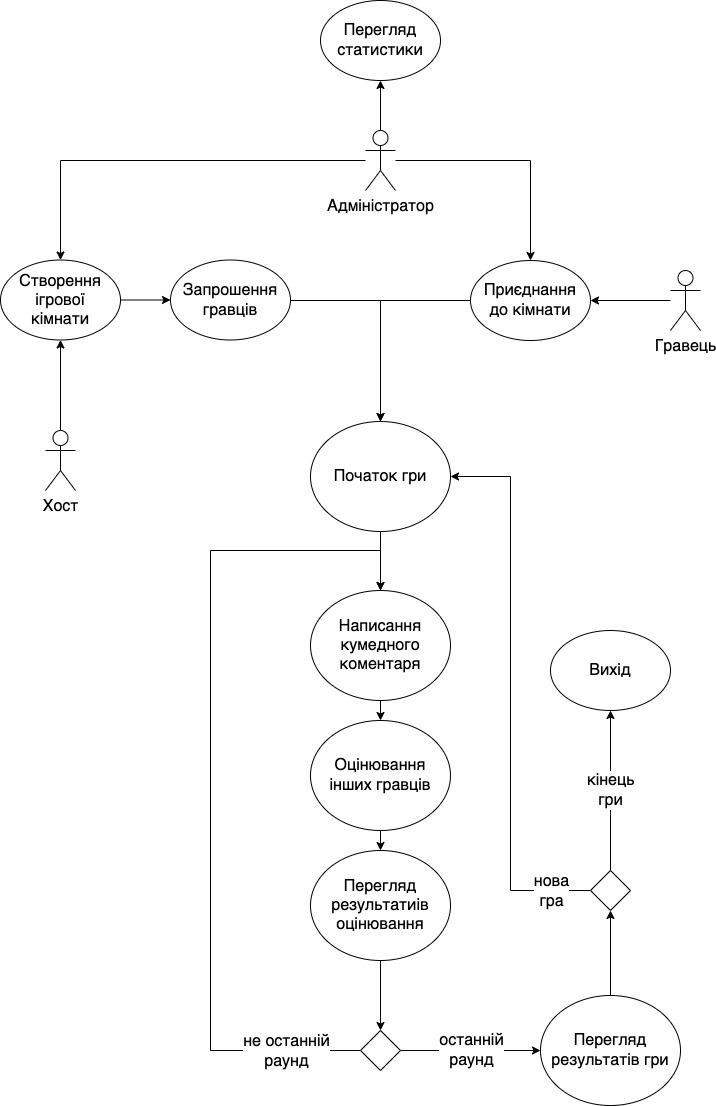 Перегляд
статистики
Адміністратор
Створення
ігрової
кімнати
Запрошення
гравців
Приєднання
до кімнати
Гравець
Хост
Початок гри
Написання
кумедного
коментаря
Вихід
Оцінювання
інших гравців
кінець
гри
Перегляд
результатиів
оцінювання
нова
гра
не останній
раунд
останній
раунд
Перегляд
результатів гри